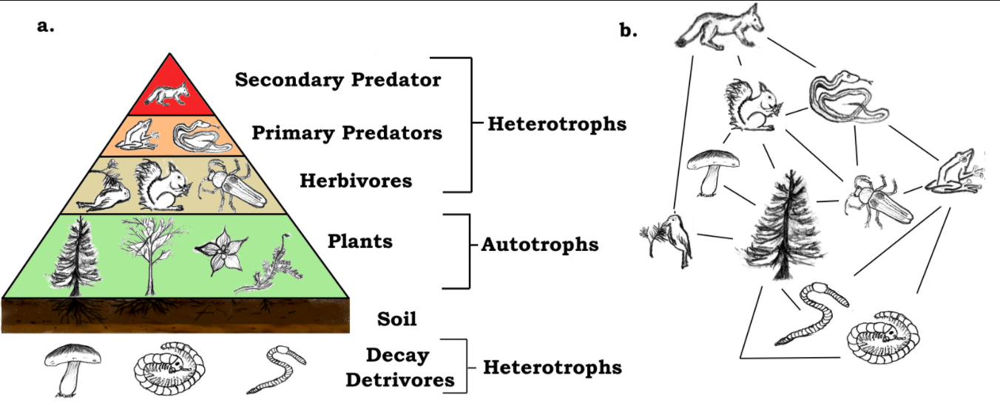 a.
b.
Secondary Predator
Primary Predators
Heterotrophs
Herbivores
Plants
Autotrophs
Soil
Decay
Detrivores
Heterotrophs